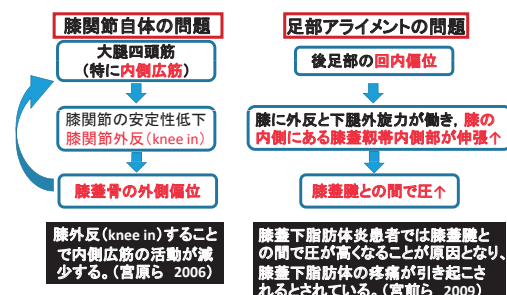 膝関節自体の問題
大腿四頭筋
(特に内側広筋)
膝関節の安定性低下
膝関節外反(knee in)
膝蓋骨の外側偏位
膝外反(knee in)すること
で内側広筋の活動が減
少する。(宮原ら 2006)
足部アライメントの問題
後足部の回内偏位
膝に外反と下腿外旋力が働き,膝の
内側にある膝蓋靱帯内側部が伸張↑
膝蓋腱との間で圧↑
膝蓋下脂肪体炎患者では膝蓋腱と
の間で圧が高くなることが原因となり、
膝蓋下脂肪体の疼痛が引き起こさ
れるとされている。(宮前ら 2009)